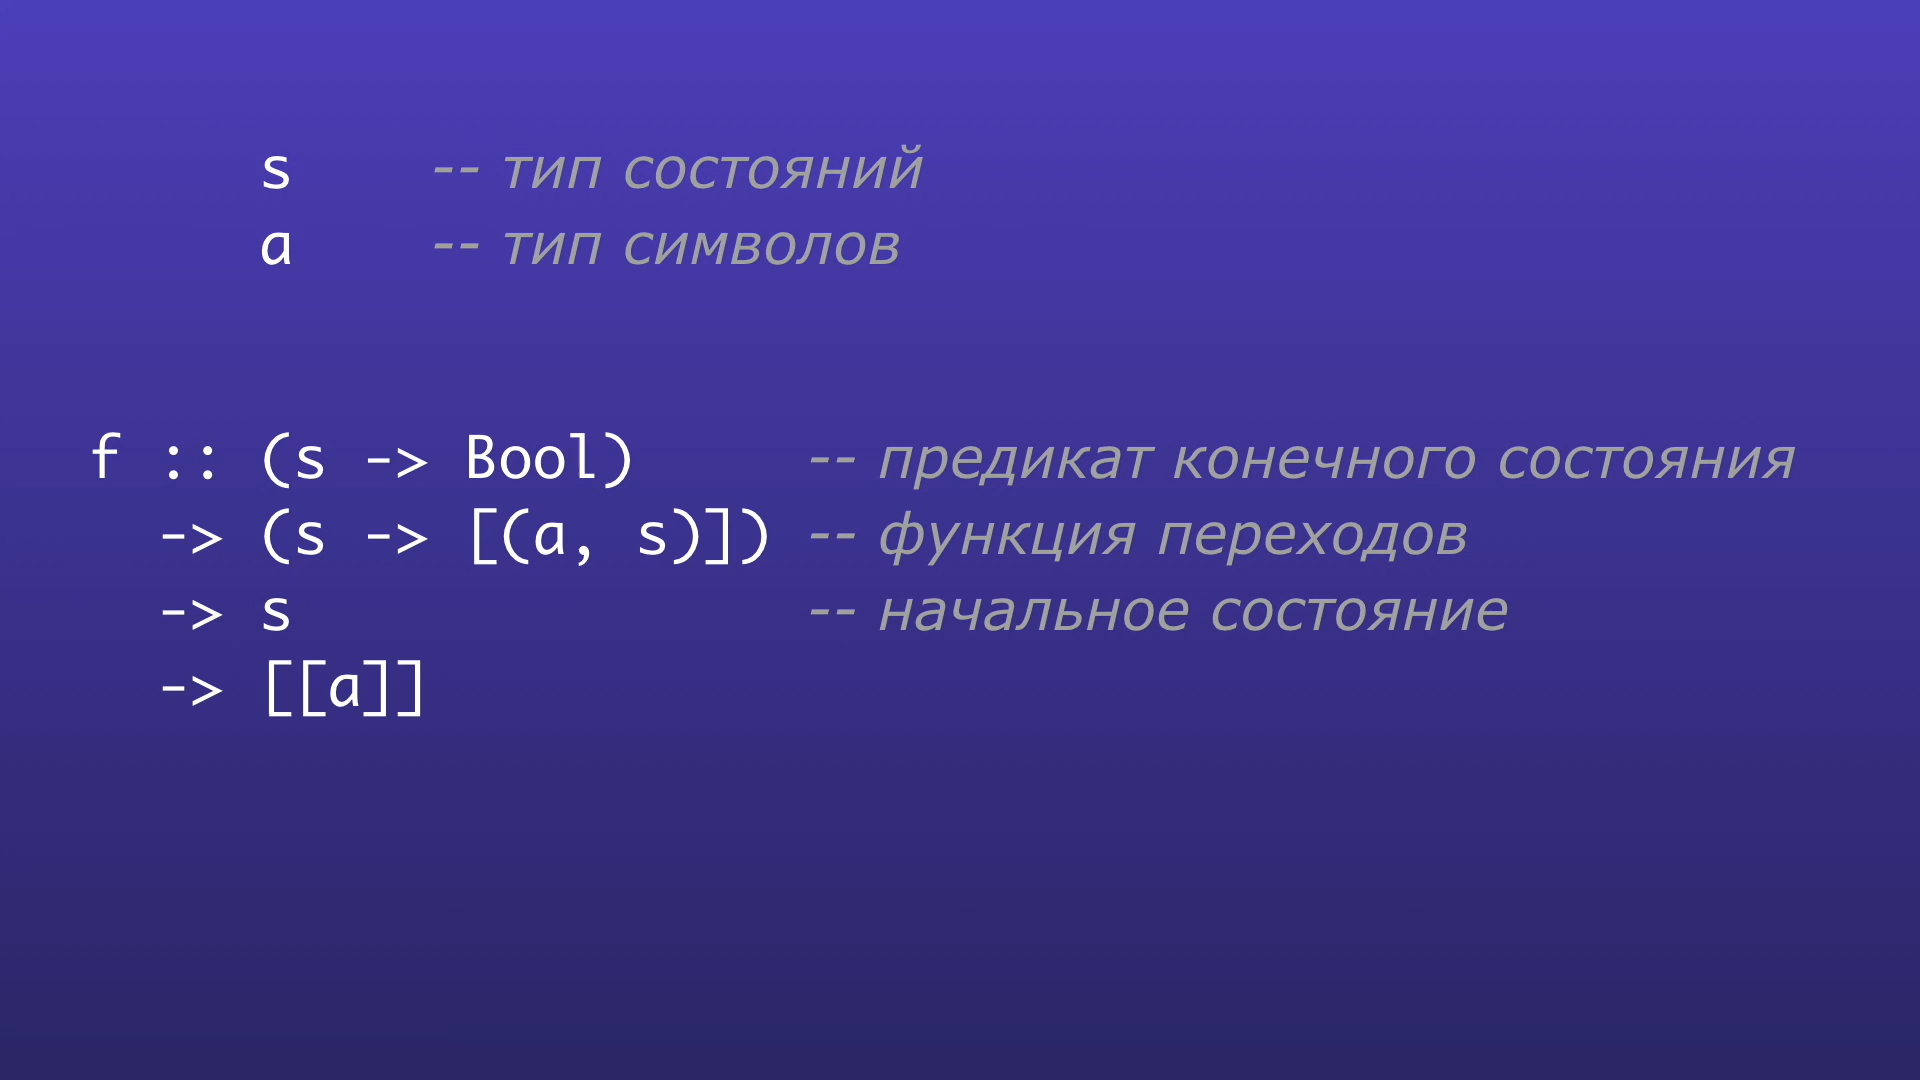 s    -- тип состояний
a    -- тип символов
f :: (s -> Bool)     -- предикат конечного состояния
  -> (s -> [(a, s)]) -- функция переходов
  -> s               -- начальное состояние
  -> [[a]]